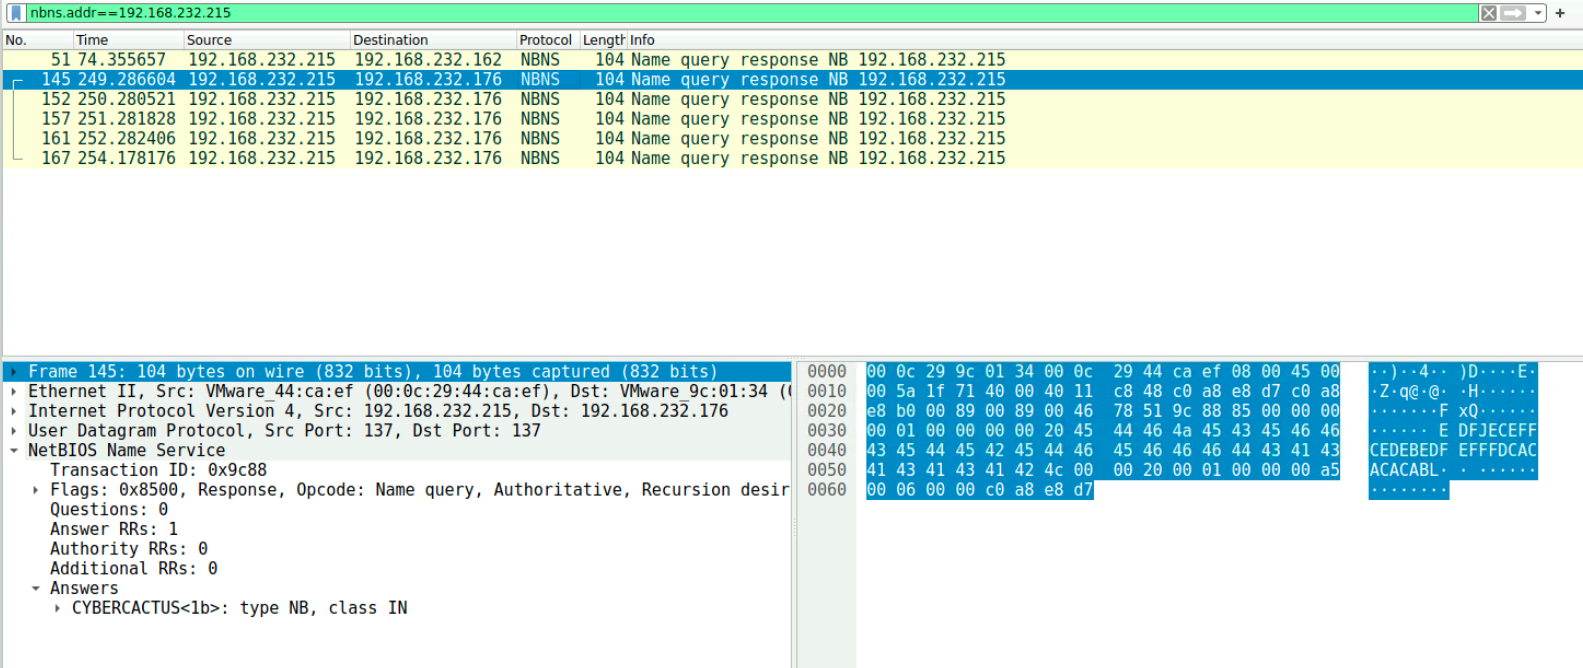 nbns.addr==192.168.232.215
No. Time Source Destination Protocol Length Info
51 74.355657 192.168.232.215 192.168.232.162 NBNS 104 Name query response NB 192.168.232.215
145 249.286604 192.168.232.215 192.168.232.176 NBNS 104 Name query response NB 192.168.232.215
152 250.280521 192.168.232.215 192.168.232.176 NBNS 104 Name query response NB 192.168.232.215
157 251.281828 192.168.232.215 192.168.232.176 NBNS 104 Name query response NB 192.168.232.215
161 252.282406 192.168.232.215 192.168.232.176 NBNS 104 Name query response NB 192.168.232.215
167 254.178176 192.168.232.215 192.168.232.176 NBNS 104 Name query response NB 192.168.232.215
Frame 145: 104 bytes on wire (832 bits), 104 bytes captured (832 bits)
Ethernet II, Src: VMware_44:ca:ef (00:0c:29:44:ca:ef), Dst: VMware_9c:01:34 (
Internet Protocol Version 4, Src: 192.168.232.215, Dst: 192.168.232.176
User Datagram Protocol, Src Port: 137, Dst Port: 137
NetBIOS Name Service
Transaction ID: 0x9c88
Flags: 0x8500, Response, Opcode: Name query, Authoritative, Recursion desir
Questions: 0
Answer RRs: 1
Authority RRs: 0
Additional RRs: 0
Answers
CYBERCACTUS<1b>: type NB, class IN
0000 00 0c 29 9c 01 34 00 0c 29 44 ca ef 08 00 45 00 ··)··4·· )D····E·
0010 00 5a 1f 71 40 00 40 11 c8 48 c0 a8 e8 d7 c0 a8 ·Z·q@·@· ·H······
0020 e8 b0 00 89 00 89 00 46 78 51 9c 88 85 00 00 00 ·······F xQ······
0030 00 01 00 00 00 00 20 45 44 46 4a 45 43 45 46 46 ······ E DFJECEFF
0040 43 45 44 45 42 45 44 46 45 46 46 46 44 43 41 43 CEDEBEDF EFFFDCAC
0050 41 43 41 43 41 42 4c 00 00 20 00 01 00 00 00 a5 ACACABL· · ······
0060 00 06 00 00 c0 a8 e8 d7 ········